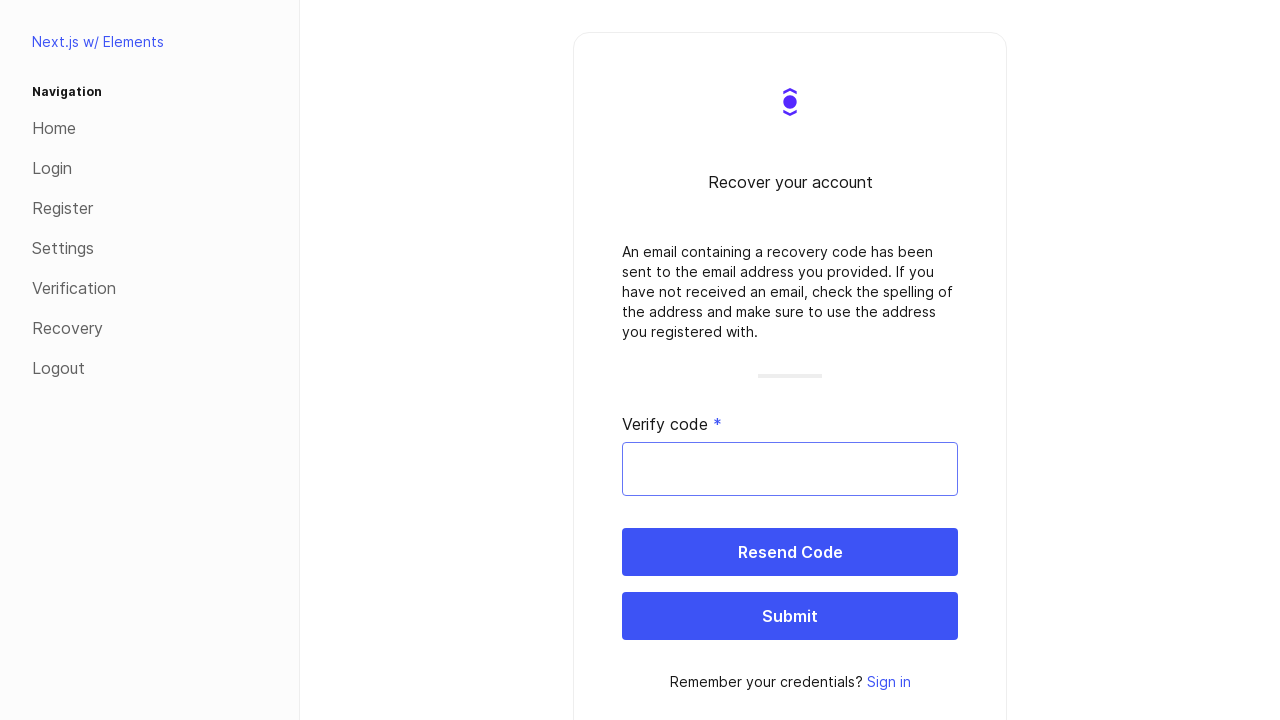 Next.js w/ Elements
Navigation
Home
Login
Register
Settings
Verification
Recovery
Logout
Recover your account
An email containing a recovery code has been
sent to the email address you provided. If you
have not received an email, check the spelling of
the address and make sure to use the address
you registered with.
Verify code *
Resend Code
Submit
Remember your credentials? Sign in